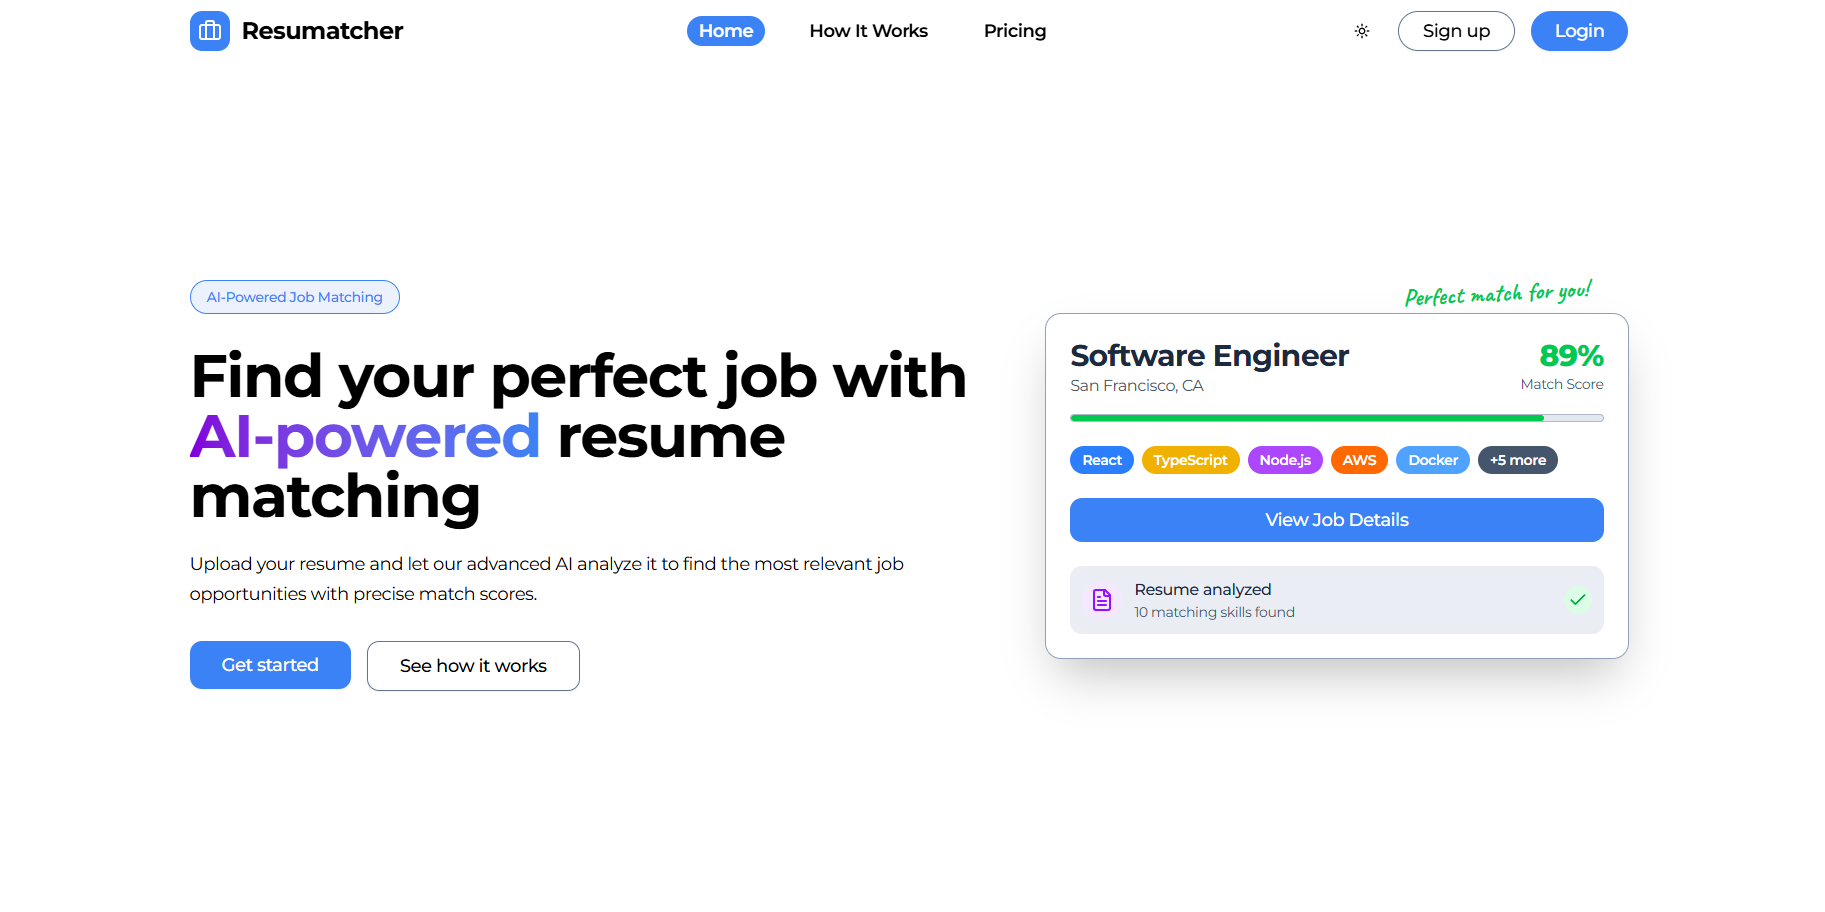 Resumatcher
Home
How It Works
Pricing
Sign up
Login
AI-Powered Job Matching
Find your perfect job with
AI-powered resume
matching
Upload your resume and let our advanced AI analyze it to find the most relevant job
opportunities with precise match scores.
Get started
See how it works
Perfect match for you!
Software Engineer
89%
San Francisco, CA
Match Score
React
TypeScript
Node.js
AWS
Docker
+5 more
View Job Details
Resume analyzed
10 matching skills found